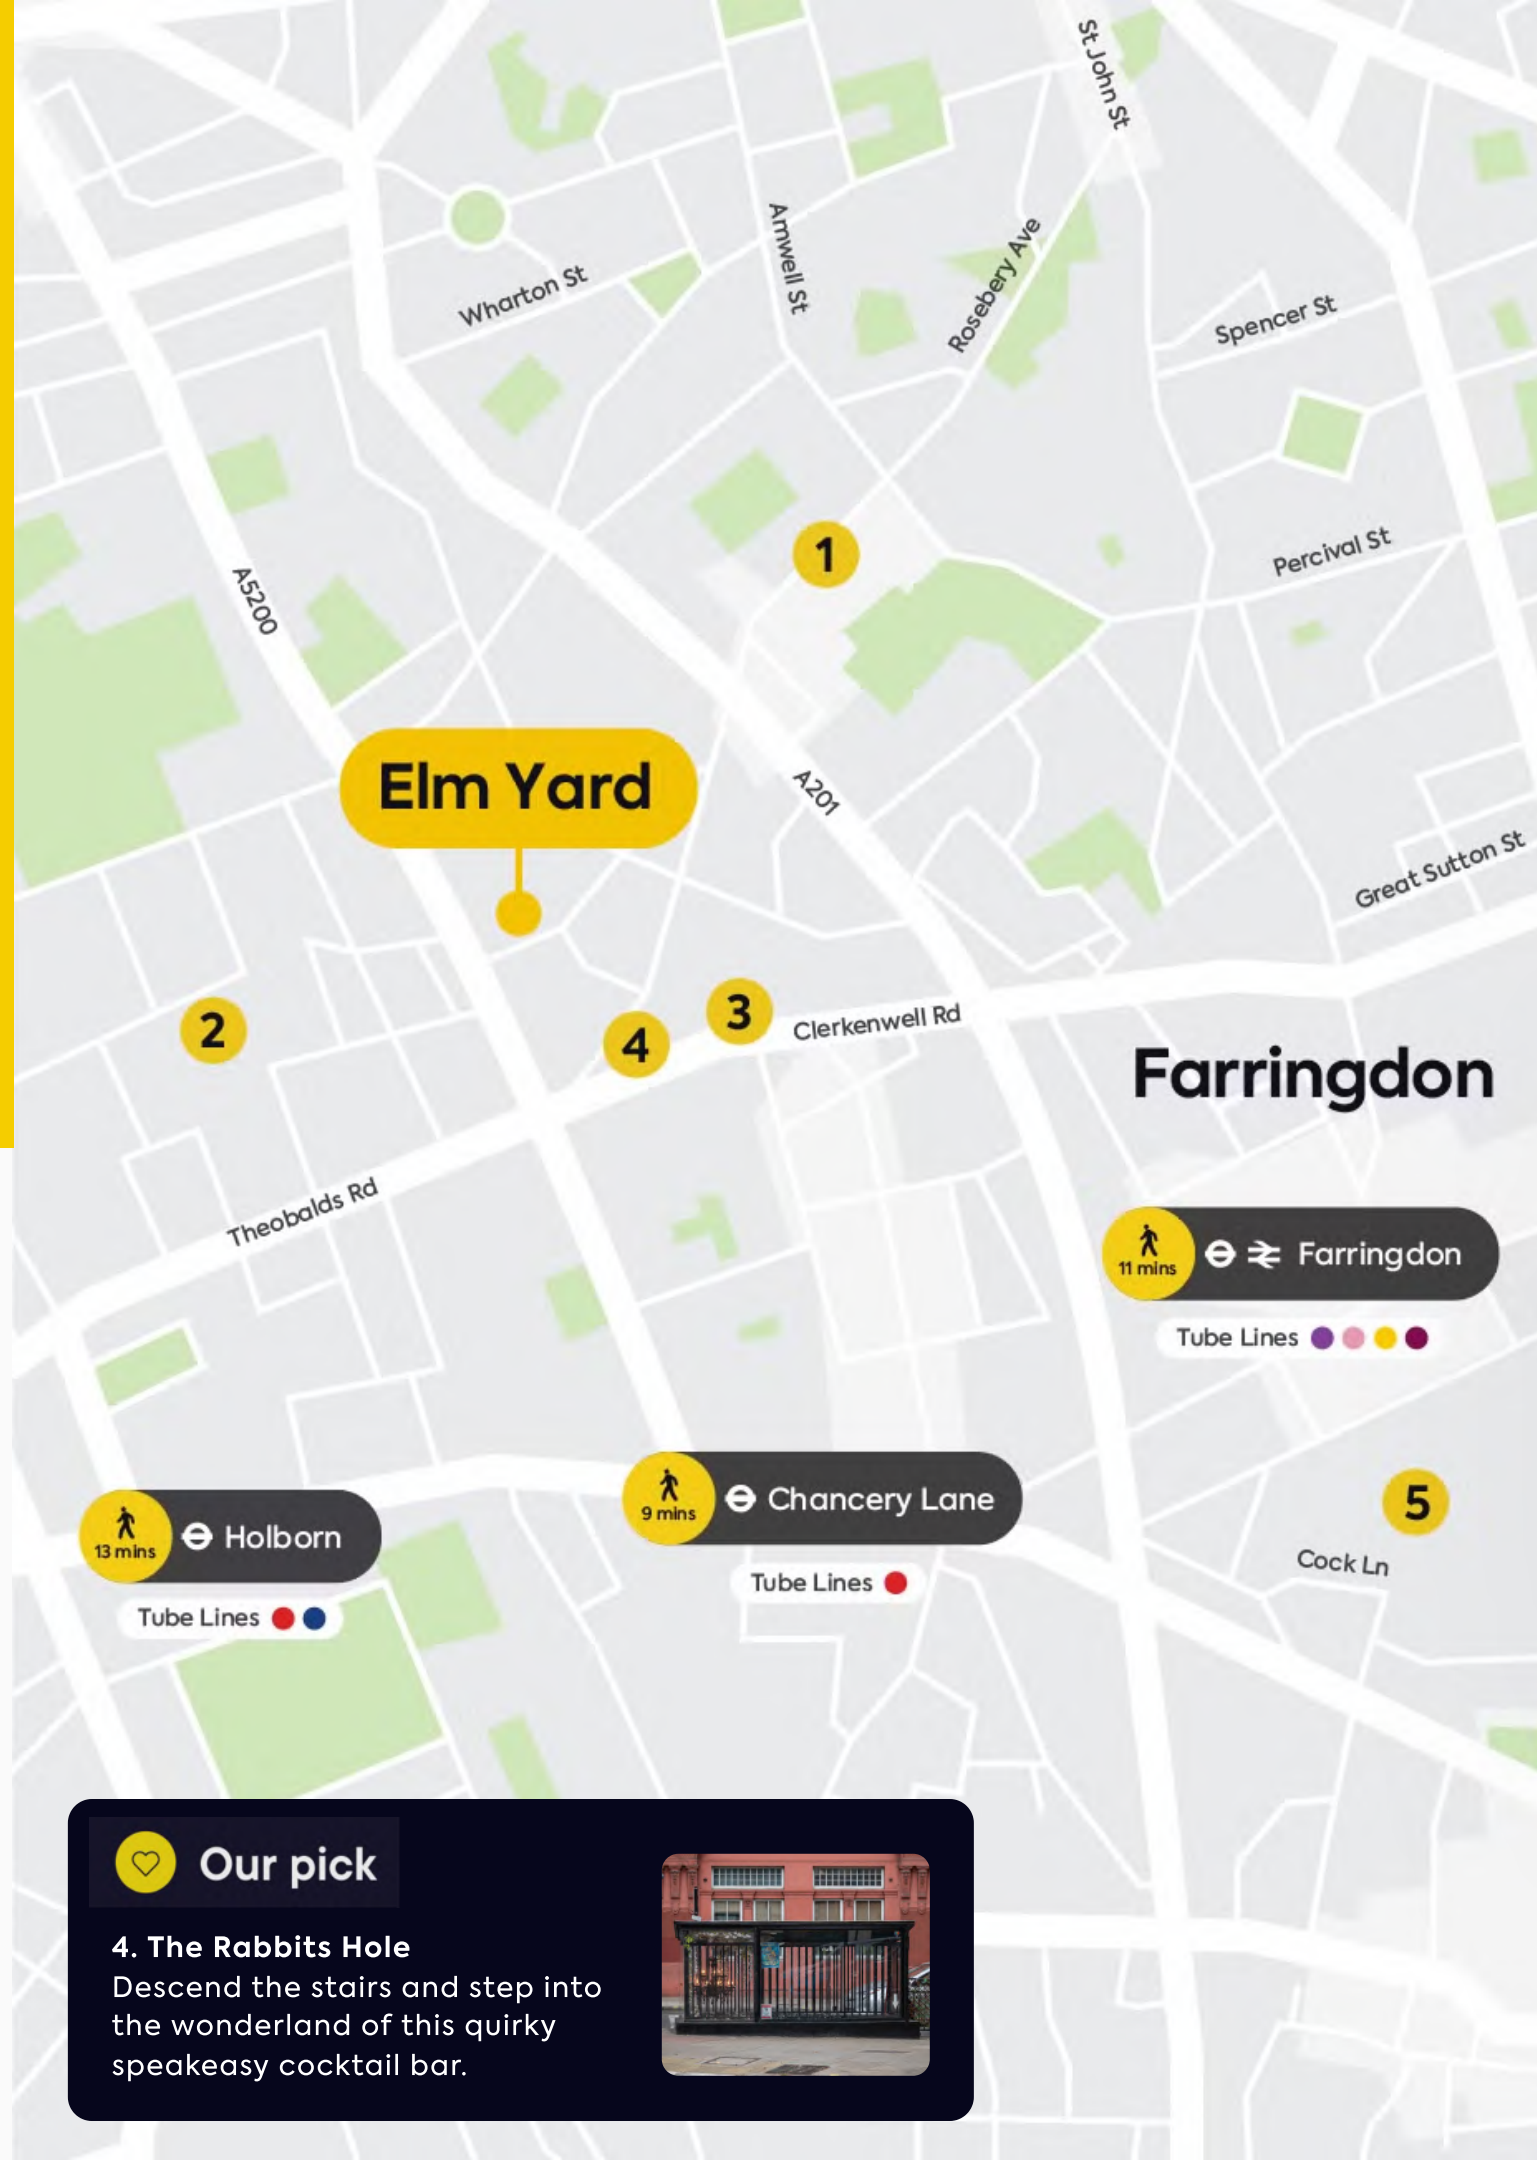 St John St
Amwell St
Rosebery Ave
Wharton St
Spencer St
1
Percival St
A5200
Elm Yard
A201
Great Sutton St
2
3
4
Clerkenwell Rd
Farringdon
Theobalds Rd
11 mins
Farringdon
Tube Lines
9 mins
Chancery Lane
Tube Lines
13 mins
Holborn
Tube Lines
5
Cock Ln
Our pick
4. The Rabbits Hole
Descend the stairs and step into
the wonderland of this quirky
speakeasy cocktail bar.